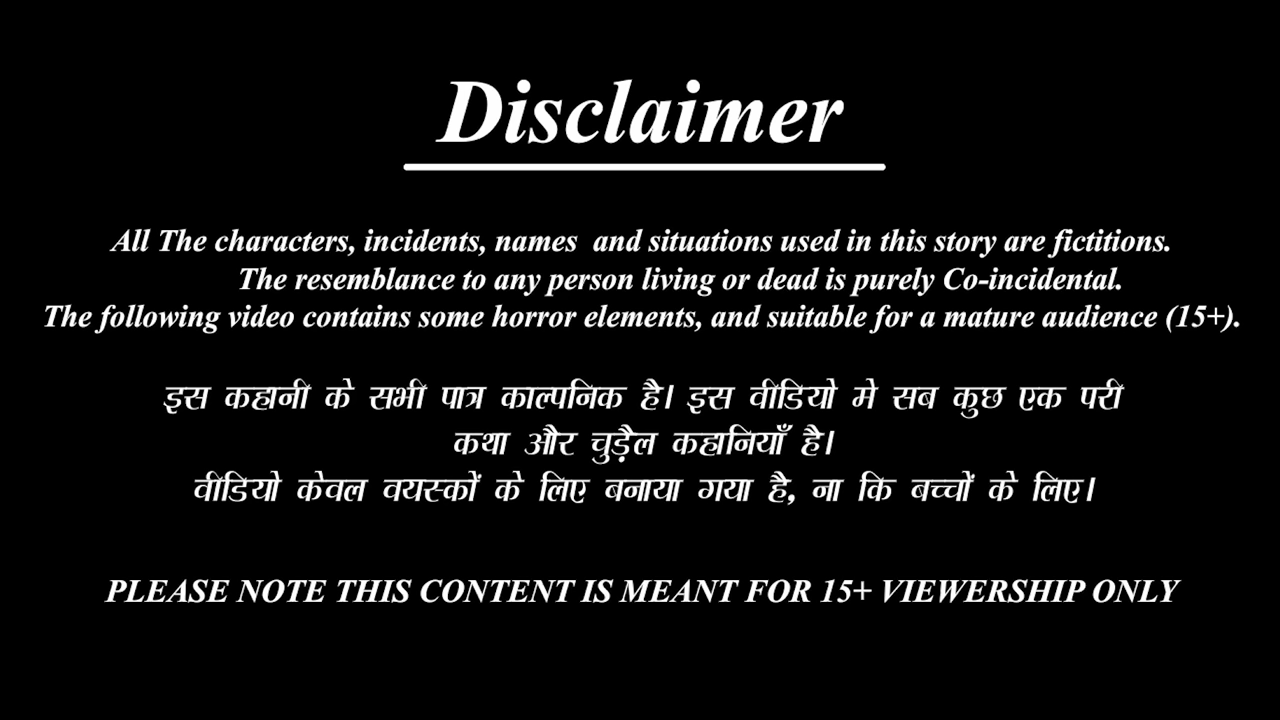 Disclaimer
All The characters, incidents, names and situations used in this story are fictitions.
The resemblance to any person living or dead is purely Co-incidental.
The following video contains some horror elements, and suitable for a mature audience (15+).
इस कहानी के सभी पात्र काल्पनिक है। इस वीडियो मे सब कुछ एक परी
कथा और चुड़ैल कहानियाँ है।
वीडियो केवल वयस्कों के लिए बनाया गया है, ना कि बच्चों के लिए।
PLEASE NOTE THIS CONTENT IS MEANT FOR 15+ VIEWERSHIP ONLY